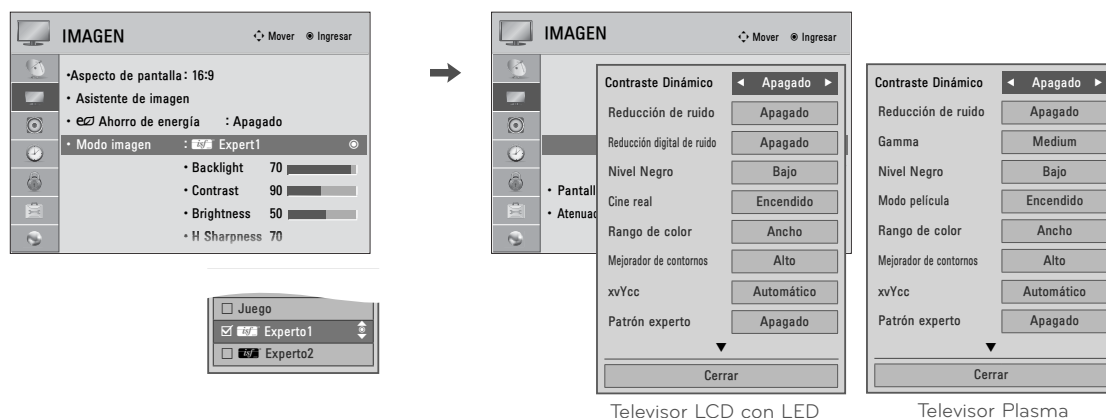 IMAGEN Mover Ingresar
•Aspecto de pantalla : 16:9
• Asistente de imagen
• eco Ahorro de energía : Apagado
• Modo imagen : isf Expert1
• Backlight 70
• Contrast 90
• Brightness 50
• H Sharpness 70
Juego
isf Experto1
isf Experto2
IMAGEN Mover Ingresar
• Pantall
• Atenuac
Contraste Dinámico Apagado
Reducción de ruido Apagado
Reducción digital de ruido Apagado
Nivel Negro Bajo
Cine real Encendido
Rango de color Ancho
Mejorador de contornos Alto
xvYcc Automático
Patrón experto Apagado
Cerrar
Televisor LCD con LED
Contraste Dinámico Apagado
Reducción de ruido Apagado
Gamma Medium
Nivel Negro Bajo
Modo película Encendido
Rango de color Ancho
Mejorador de contornos Alto
xvYcc Automático
Patrón experto Apagado
Cerrar
Televisor Plasma